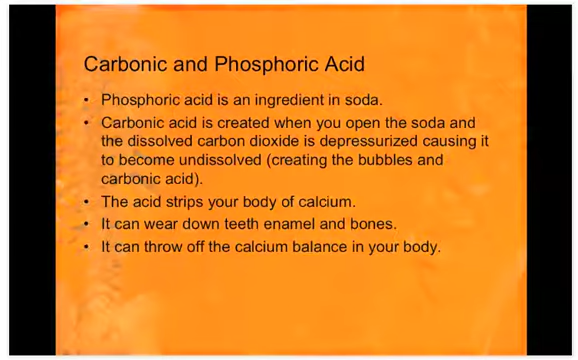 Carbonic and Phosphoric Acid
• Phosphoric acid is an ingredient in soda.
• Carbonic acid is created when you open the soda and
the dissolved carbon dioxide is depressurized causing it
to become undissolved (creating the bubbles and
carbonic acid).
• The acid strips your body of calcium.
• It can wear down teeth enamel and bones.
• It can throw off the calcium balance in your body.